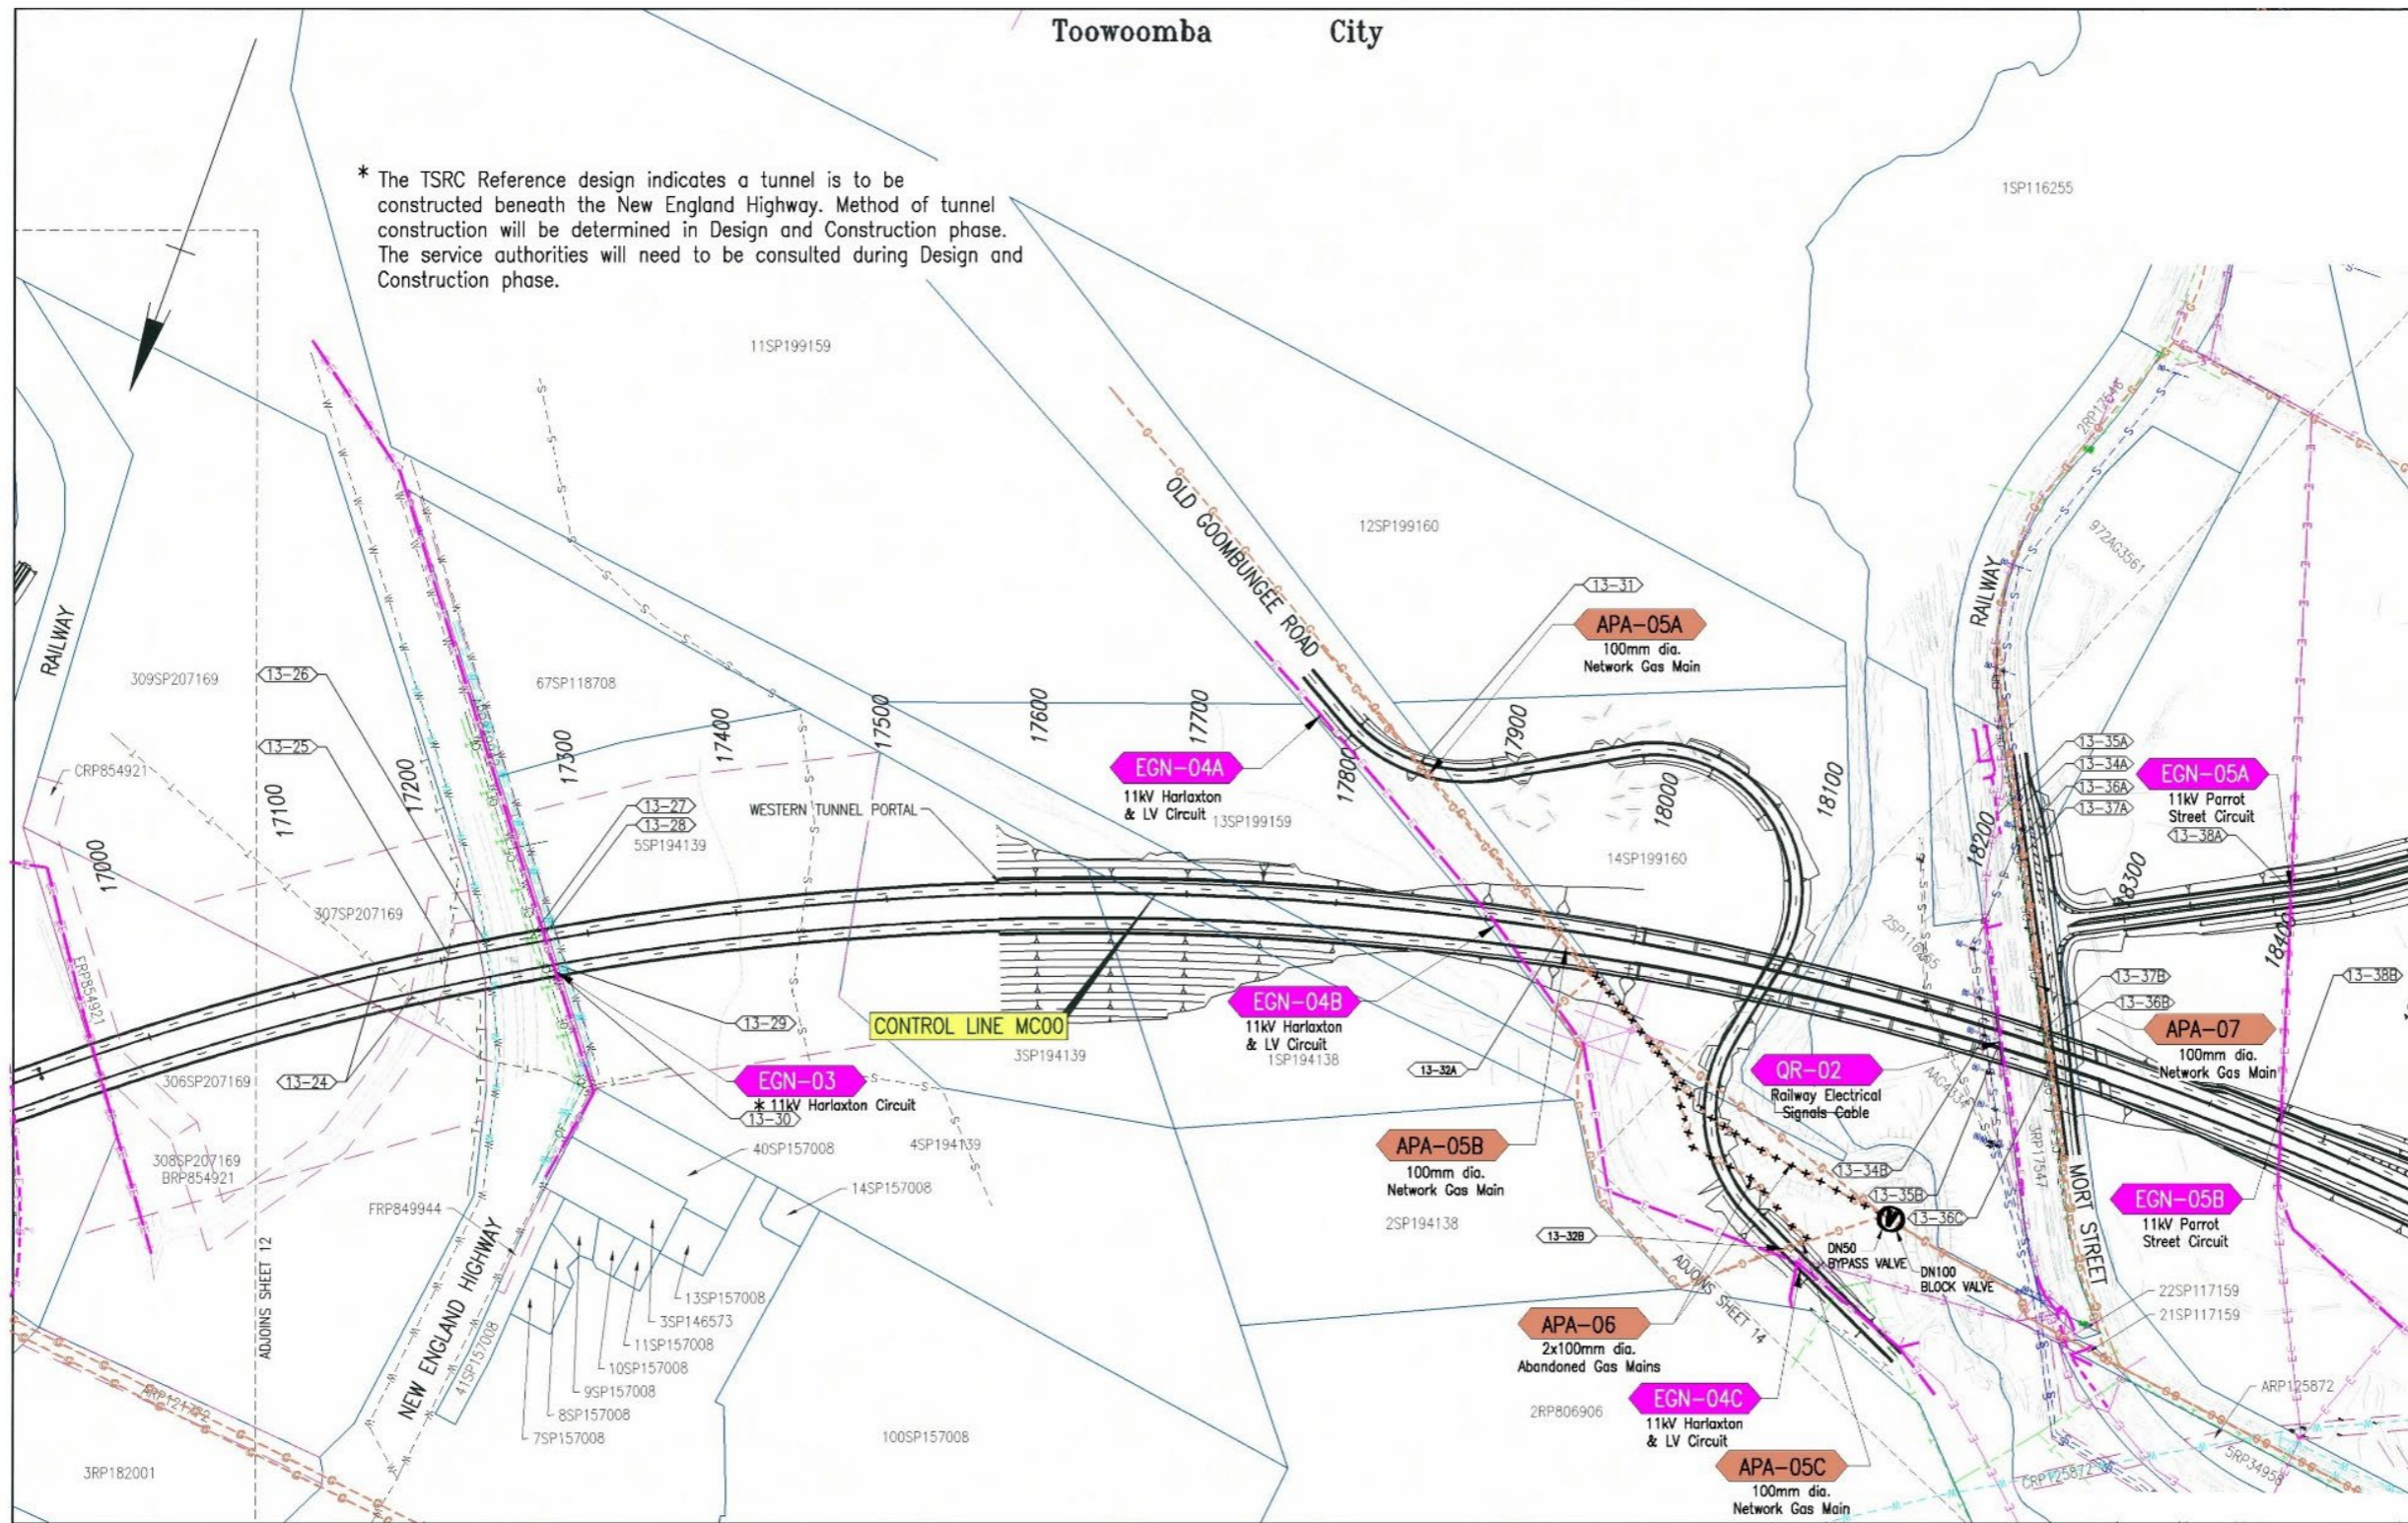 Toowoomba City
* The TSRC Reference design indicates a tunnel is to be
constructed beneath the New England Highway. Method of tunnel
construction will be determined in Design and Construction phase.
The service authorities will need to be consulted during Design and
Construction phase.
1SP116255
11SP199159
2RP17546
OLD GOOMBUNGEE ROAD
12SP199160
972AG3561
RAILWAY
13-31
APA-05A
100mm dia.
Network Gas Main
RAILWAY
309SP207169
13-26
67SP118708
13-25
CRP854921
17000
17100
17200
17300
17400
17500
17600
17700
17800
17900
18000
18100
18200
18300
18400
EGN-04A
11kV Harlaxton
& LV Circuit
13SP199159
13-35A
13-34A
13-36A
13-37A
EGN-05A
11kV Parrot
Street Circuit
13-38A
13-27
13-28
5SP194139
WESTERN TUNNEL PORTAL
14SP199160
307SP207169
ERP854921
2SP116255
13-37B
13-36B
13-38B
APA-07
100mm dia.
Network Gas Main
EGN-04B
11kV Harlaxton
& LV Circuit
1SP194138
13-29
CONTROL LINE MC00
3SP194139
13-32A
QR-02
Railway Electrical
Signals Cable
306SP207169
13-24
EGN-03
* 11kV Harlaxton Circuit
13-30
4SP194139
APA-05B
100mm dia.
Network Gas Main
2SP194138
308SP207169
BRP854921
40SP157008
14SP157008
FRP849944
13-34B
13-35B
13-36C
3RP17547
MORT STREET
EGN-05B
11kV Parrot
Street Circuit
13-32B
DN50
BYPASS VALVE
DN100
BLOCK VALVE
ADJOINS SHEET 12
NEW ENGLAND HIGHWAY
41SP157008
13SP157008
3SP146573
11SP157008
10SP157008
9SP157008
8SP157008
7SP157008
ADJOINS SHEET 14
22SP117159
21SP117159
APA-06
2x100mm dia.
Abandoned Gas Mains
EGN-04C
11kV Harlaxton
& LV Circuit
2RP806906
ARP125872
100SP157008
3RP182001
APA-05C
100mm dia.
Network Gas Main
CRP125872
5RP34958